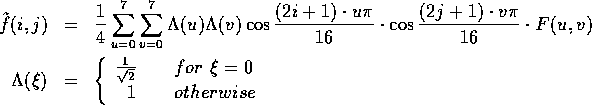 f̂(i,j) = 1/4 ∑_{u=0}^{7} ∑_{v=0}^{7} Λ(u)Λ(v) cos (2i + 1) · uπ / 16 · cos (2j + 1) · vπ / 16 · F(u,v)
Λ(ξ) = { 1/√2 for ξ = 0
1 otherwise